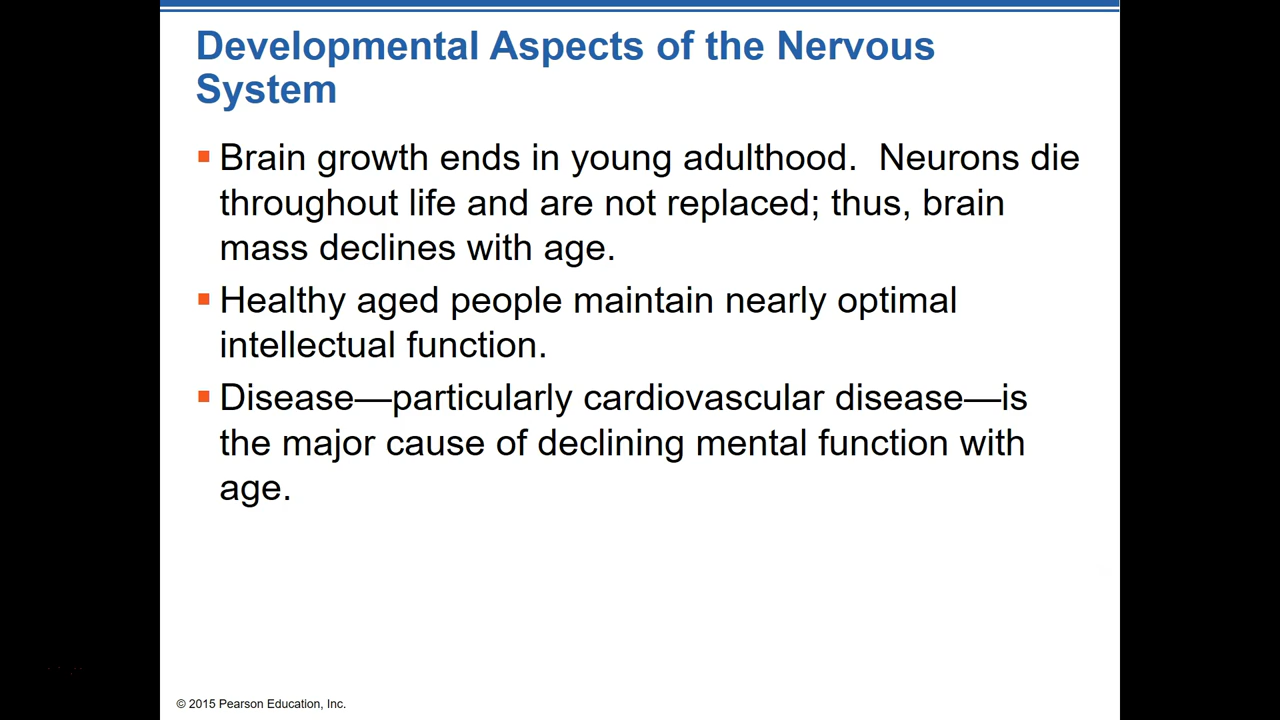 Developmental Aspects of the Nervous
System
Brain growth ends in young adulthood.  Neurons die
throughout life and are not replaced; thus, brain
mass declines with age.
Healthy aged people maintain nearly optimal
intellectual function.
Disease—particularly cardiovascular disease—is
the major cause of declining mental function with
age.
© 2015 Pearson Education, Inc.